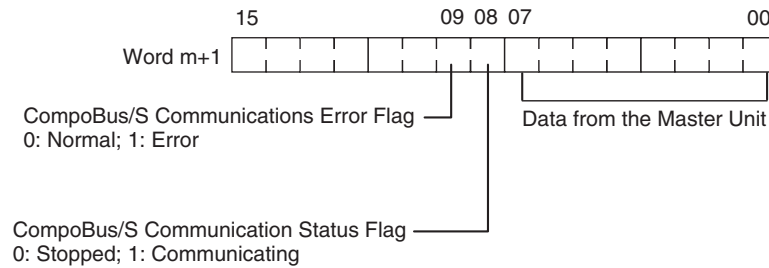 15 09 08 07 00
Word m+1
CompoBus/S Communications Error Flag
0: Normal; 1: Error
Data from the Master Unit
CompoBus/S Communication Status Flag
0: Stopped; 1: Communicating